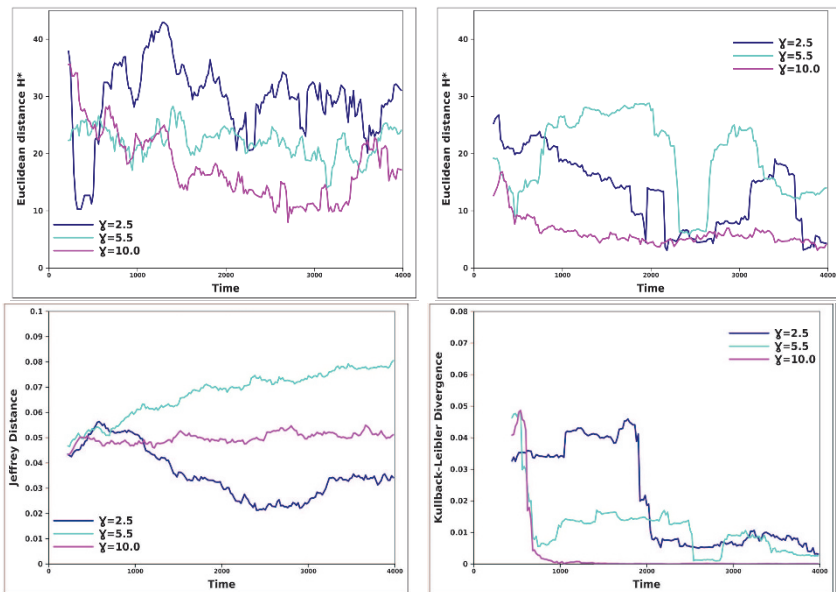 40
30
20
10
0
Euclidean distance H*
Ɣ=2.5
Ɣ=5.5
Ɣ=10.0
0 1000 2000 3000 4000
Time
40
30
20
10
0
Euclidean distance H*
Ɣ=2.5
Ɣ=5.5
Ɣ=10.0
0 1000 2000 3000 4000
Time
0.1
0.09
0.08
0.07
0.06
0.05
0.04
0.03
0.02
0.01
0
Jeffrey Distance
Ɣ=2.5
Ɣ=5.5
Ɣ=10.0
0 1000 2000 3000 4000
Time
0.08
0.07
0.06
0.05
0.04
0.03
0.02
0.01
0
Kullback-Leibler Divergence
Ɣ=2.5
Ɣ=5.5
Ɣ=10.0
0 1000 2000 3000 4000
Time